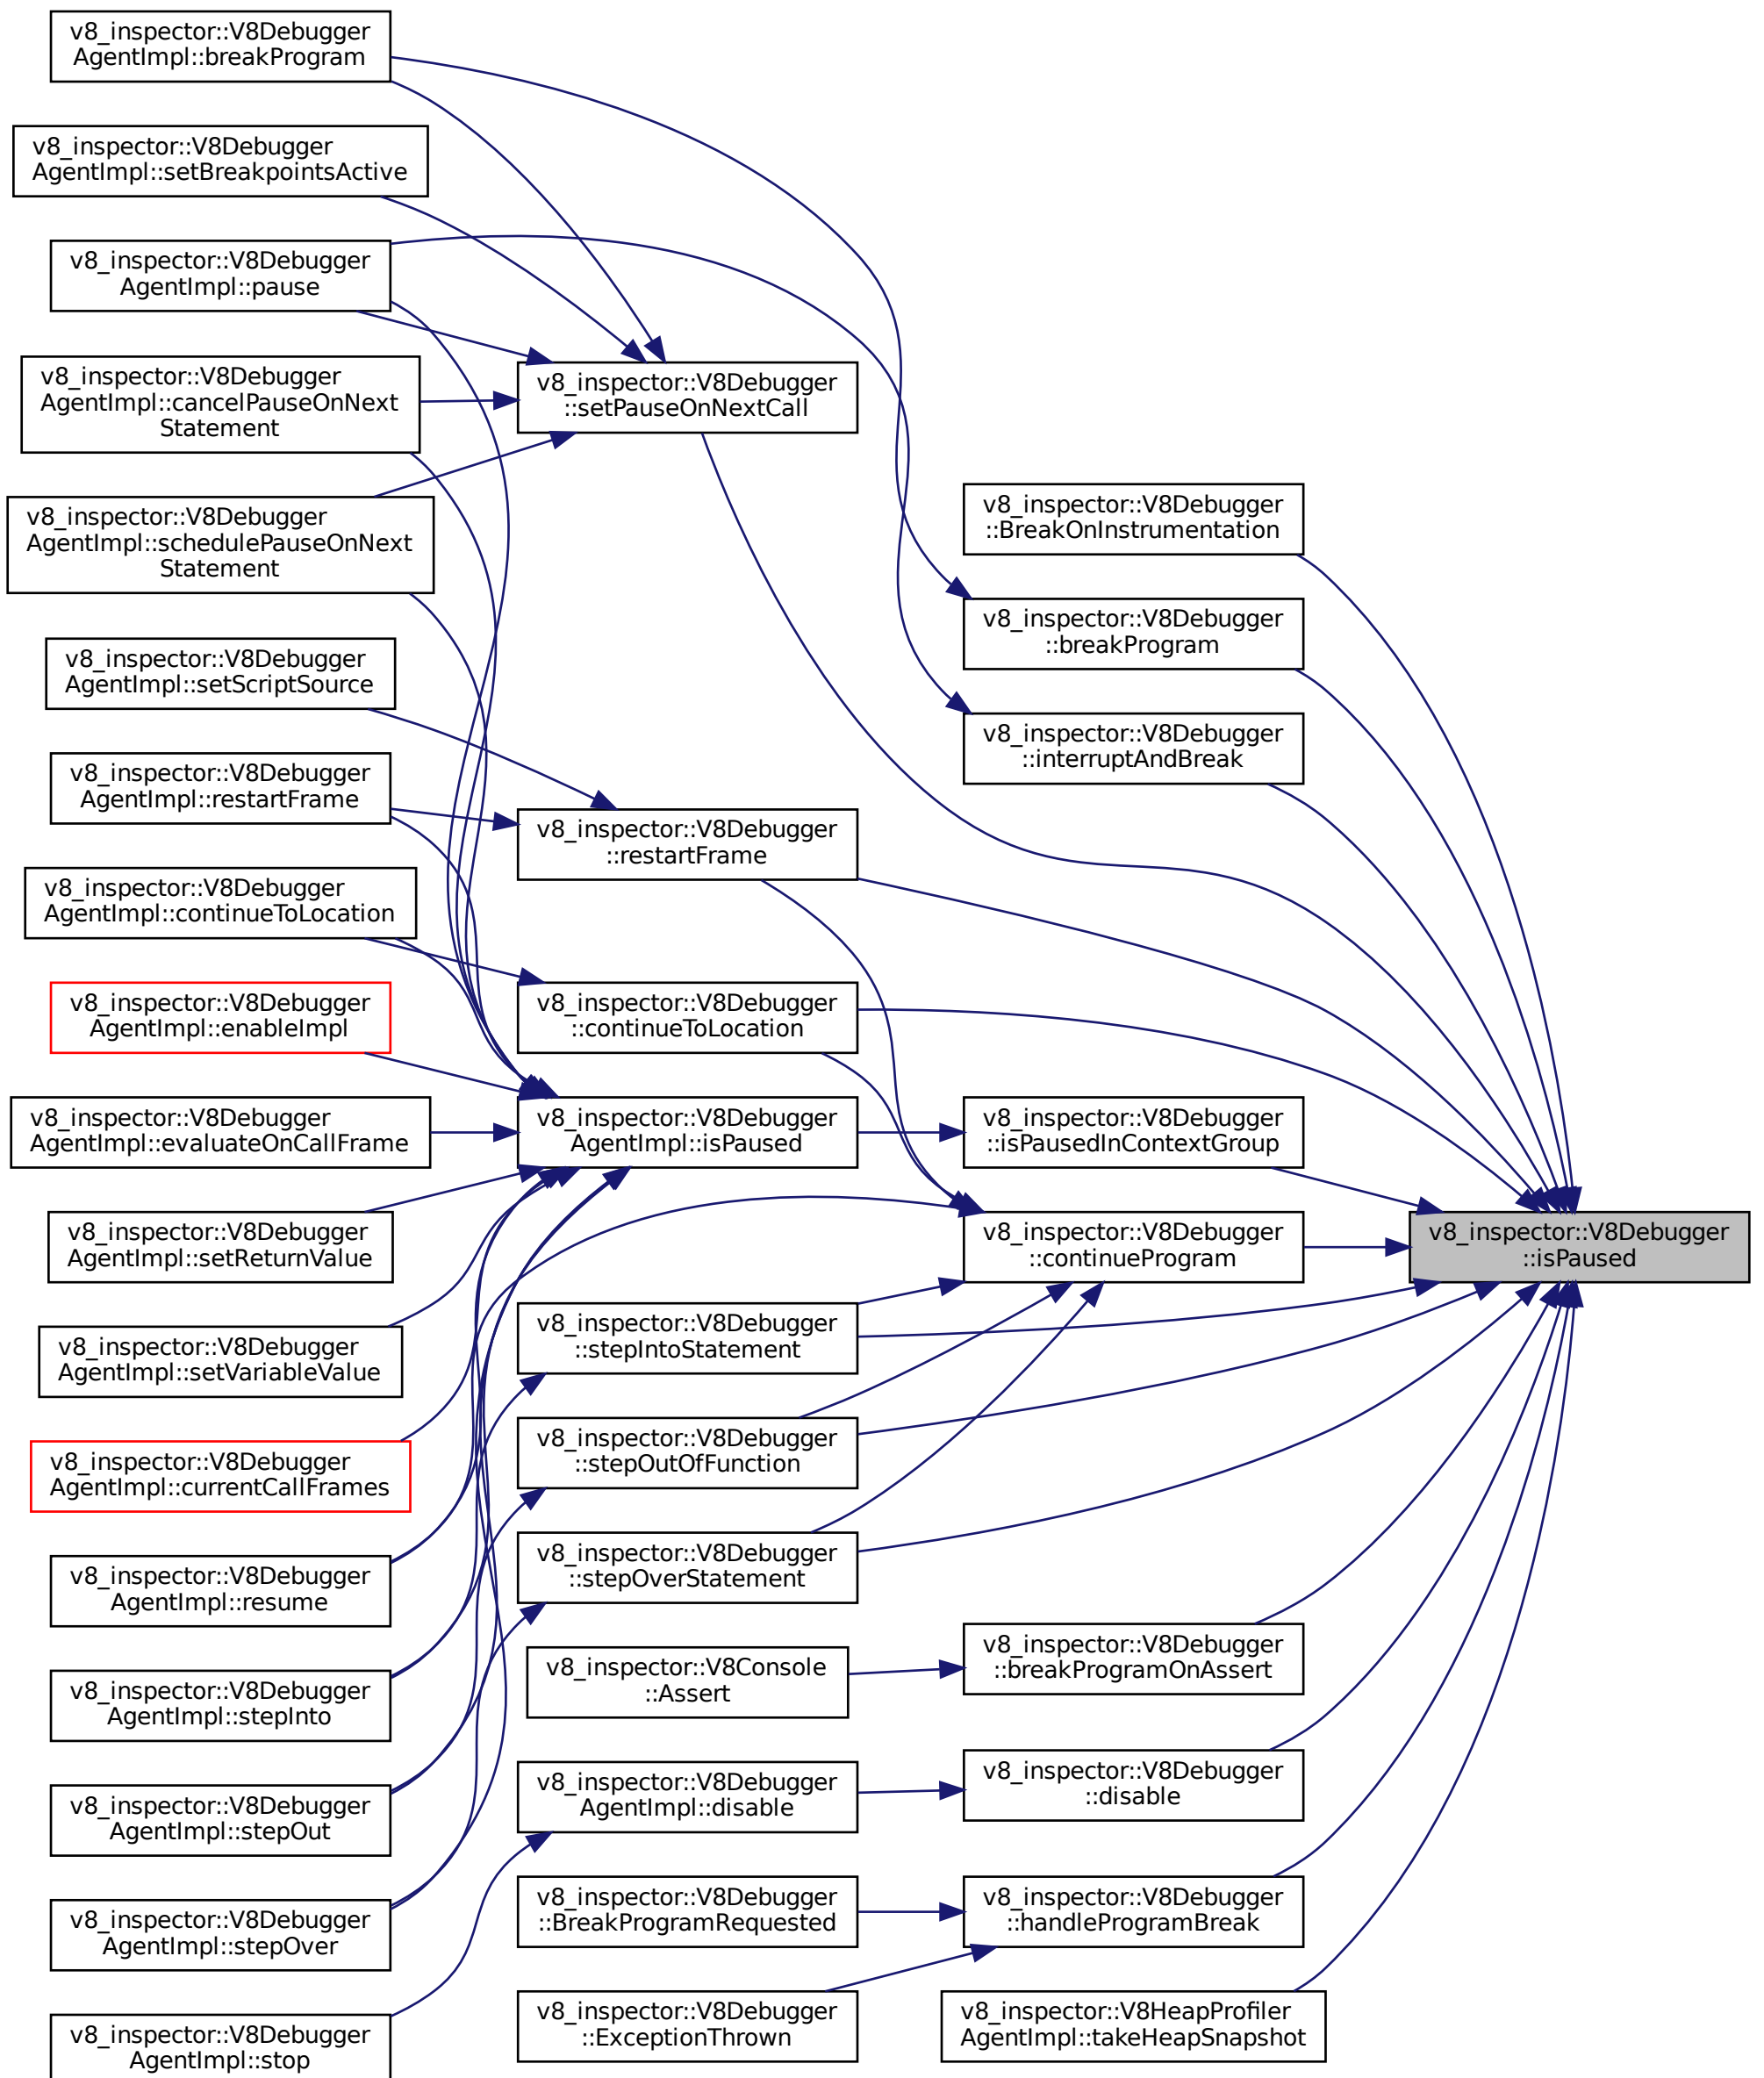 v8_inspector::V8Debugger
AgentImpl::breakProgram
v8_inspector::V8Debugger
AgentImpl::setBreakpointsActive
v8_inspector::V8Debugger
AgentImpl::pause
v8_inspector::V8Debugger
AgentImpl::cancelPauseOnNext
Statement
v8_inspector::V8Debugger
AgentImpl::schedulePauseOnNext
Statement
v8_inspector::V8Debugger
AgentImpl::setScriptSource
v8_inspector::V8Debugger
AgentImpl::restartFrame
v8_inspector::V8Debugger
AgentImpl::continueToLocation
v8_inspector::V8Debugger
AgentImpl::enableImpl
v8_inspector::V8Debugger
AgentImpl::evaluateOnCallFrame
v8_inspector::V8Debugger
AgentImpl::setReturnValue
v8_inspector::V8Debugger
AgentImpl::setVariableValue
v8_inspector::V8Debugger
AgentImpl::currentCallFrames
v8_inspector::V8Debugger
AgentImpl::resume
v8_inspector::V8Debugger
AgentImpl::stepInto
v8_inspector::V8Debugger
AgentImpl::stepOut
v8_inspector::V8Debugger
AgentImpl::stepOver
v8_inspector::V8Debugger
AgentImpl::stop
v8_inspector::V8Debugger
::setPauseOnNextCall
v8_inspector::V8Debugger
::restartFrame
v8_inspector::V8Debugger
::continueToLocation
v8_inspector::V8Debugger
AgentImpl::isPaused
v8_inspector::V8Debugger
::stepIntoStatement
v8_inspector::V8Debugger
::stepOutOfFunction
v8_inspector::V8Debugger
::stepOverStatement
v8_inspector::V8Console
::Assert
v8_inspector::V8Debugger
AgentImpl::disable
v8_inspector::V8Debugger
::BreakProgramRequested
v8_inspector::V8Debugger
::ExceptionThrown
v8_inspector::V8Debugger
::BreakOnInstrumentation
v8_inspector::V8Debugger
::breakProgram
v8_inspector::V8Debugger
::interruptAndBreak
v8_inspector::V8Debugger
::isPausedInContextGroup
v8_inspector::V8Debugger
::continueProgram
v8_inspector::V8Debugger
::breakProgramOnAssert
v8_inspector::V8Debugger
::disable
v8_inspector::V8Debugger
::handleProgramBreak
v8_inspector::V8HeapProfiler
AgentImpl::takeHeapSnapshot
v8_inspector::V8Debugger
::isPaused